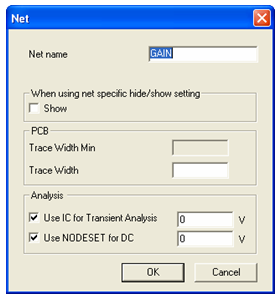 Net
Net name GAIN
When using net specific hide/show setting
Show
PCB
Trace Width Min
Trace Width
Analysis
Use IC for Transient Analysis 0 V
Use NODESET for DC 0 V
OK Cancel